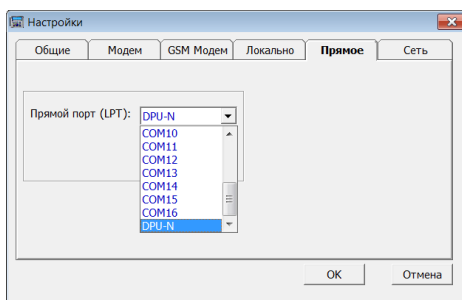 Настройки
Общие Модем GSM Модем Локально Прямое Сеть
Прямой порт (LPT): DPU-N
COM10
COM11
COM12
COM13
COM14
COM15
COM16
DPU-N
OK Отмена